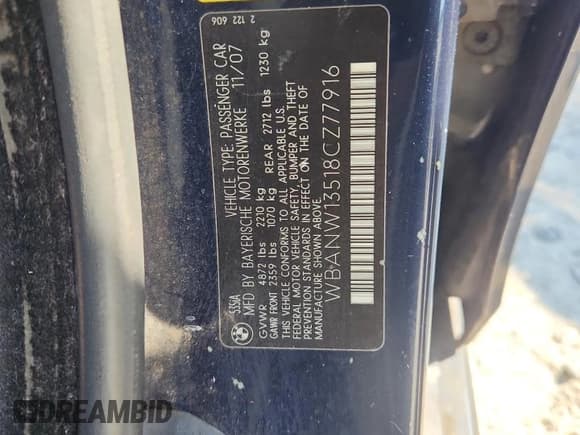 2 122 606
VEHICLE TYPE: PASSENGER CAR
535iA MFD BY BAYERISCHE MOTORENWERKE 11/07
GVWR 4872 lbs 2210 kg
GAWR FRONT 2359 lbs 1070 kg REAR 2712 lbs 1230 kg
THIS VEHICLE CONFORMS TO ALL APPLICABLE U.S.
FEDERAL MOTOR VEHICLE SAFETY, BUMPER AND THEFT
PREVENTION STANDARDS IN EFFECT ON THE DATE OF
MANUFACTURE SHOWN ABOVE.
WBANW13518CZ77916
DREAMBID